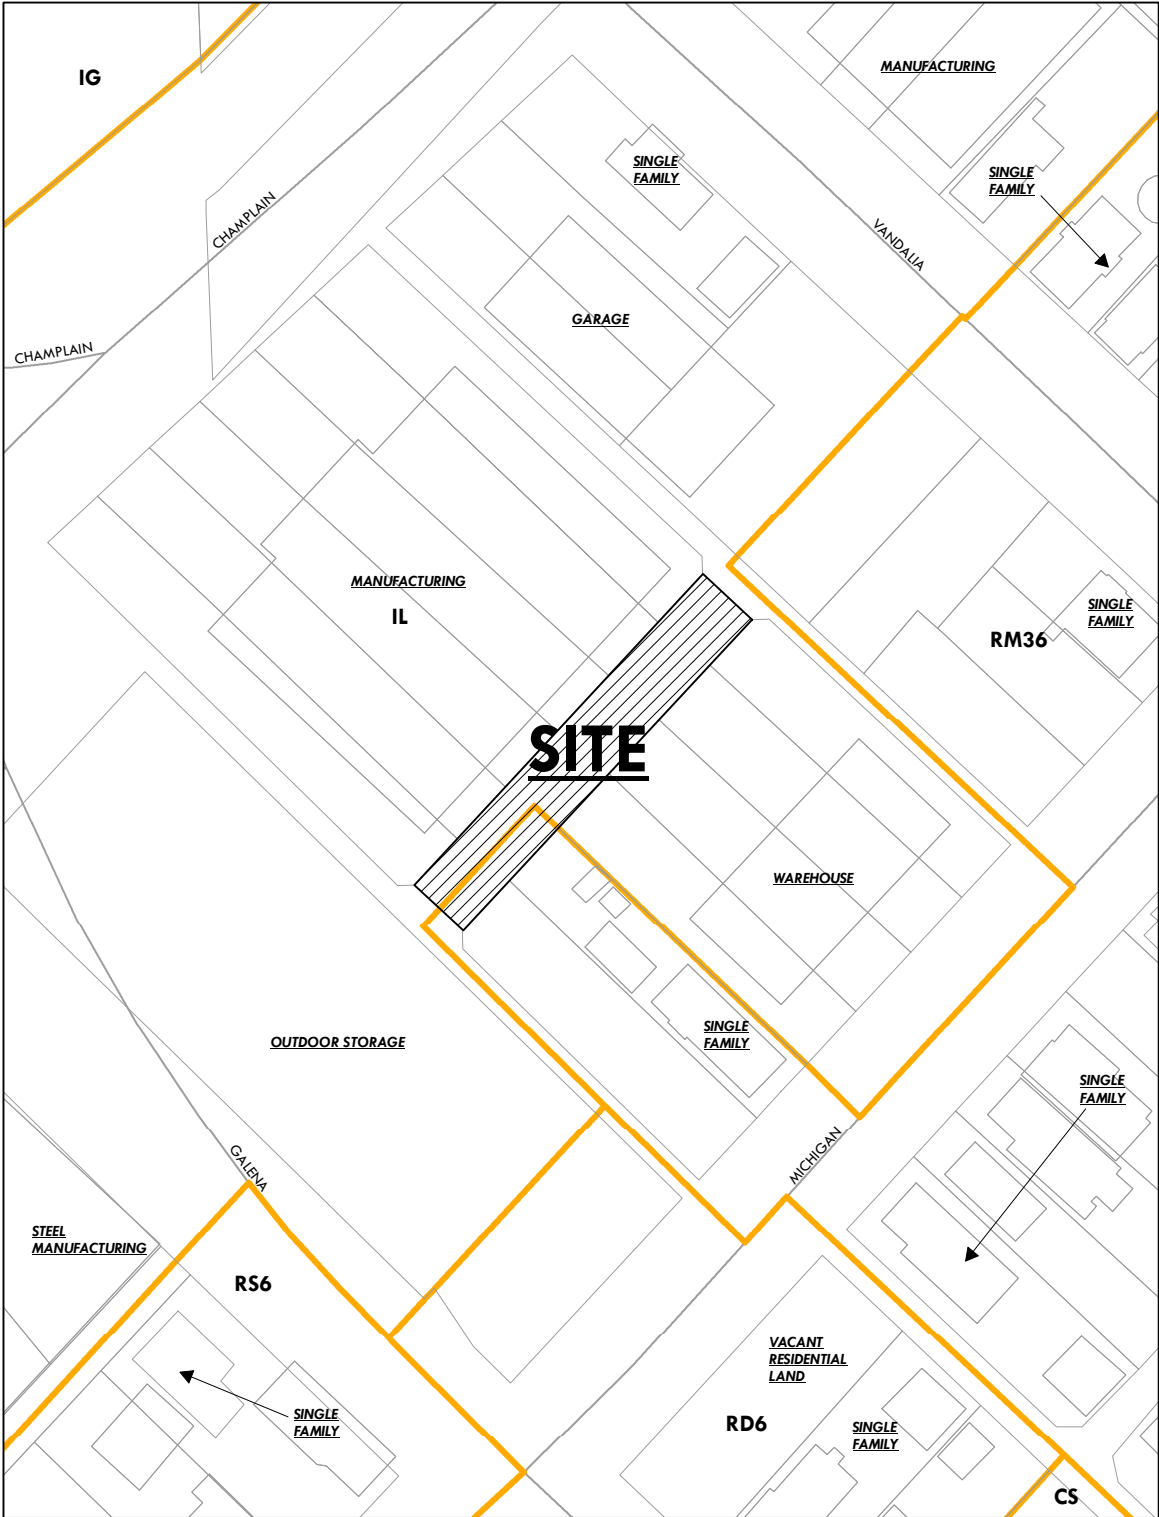 IG
MANUFACTURING
SINGLE
FAMILY
SINGLE
FAMILY
CHAMPLAIN
VANDALIA
GARAGE
CHAMPLAIN
MANUFACTURING
IL
SINGLE
FAMILY
RM36
SITE
WAREHOUSE
SINGLE
FAMILY
OUTDOOR STORAGE
SINGLE
FAMILY
MICHIGAN
GALENA
STEEL
MANUFACTURING
RS6
VACANT
RESIDENTIAL
LAND
SINGLE
FAMILY
RD6
SINGLE
FAMILY
CS